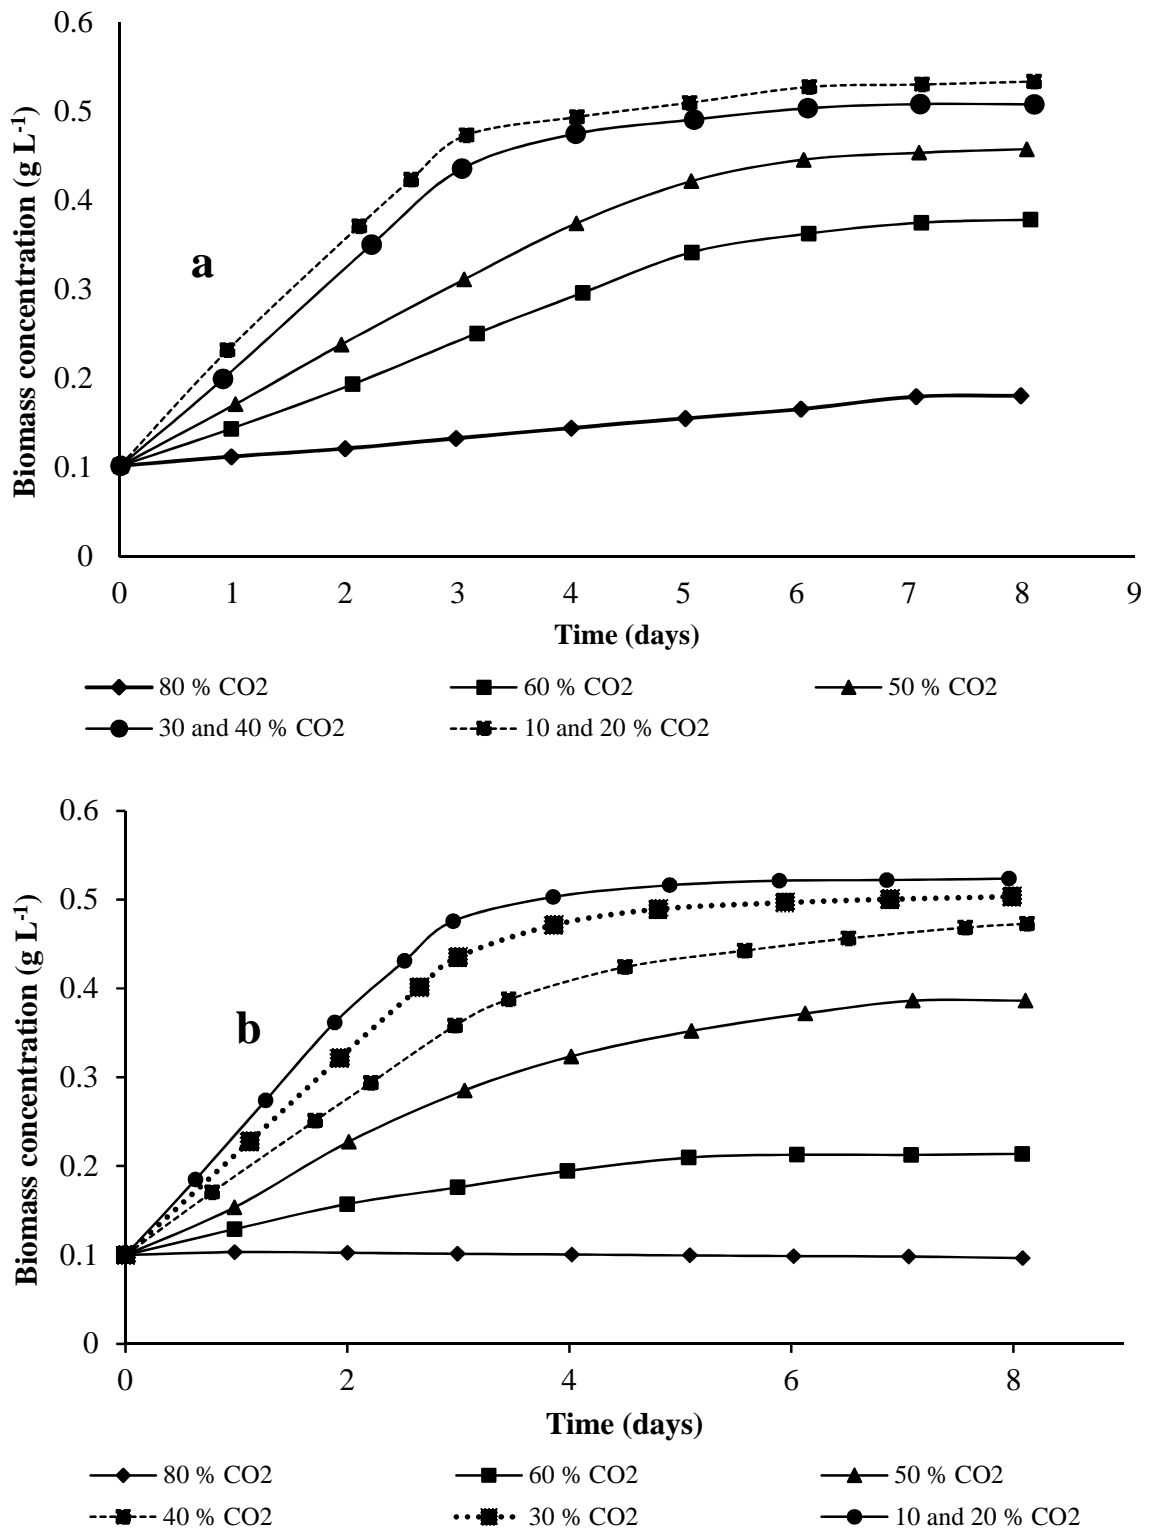 0.6
0.5
0.4
0.3
0.2
0.1
0
Biomass concentration (g L-1)
a
0 1 2 3 4 5 6 7 8 9
Time (days)
80 % CO2 60 % CO2 50 % CO2
30 and 40 % CO2 10 and 20 % CO2
0.6
0.5
0.4
0.3
0.2
0.1
0
Biomass concentration (g L-1)
b
0 2 4 6 8
Time (days)
80 % CO2 60 % CO2 50 % CO2
40 % CO2 30 % CO2 10 and 20 % CO2